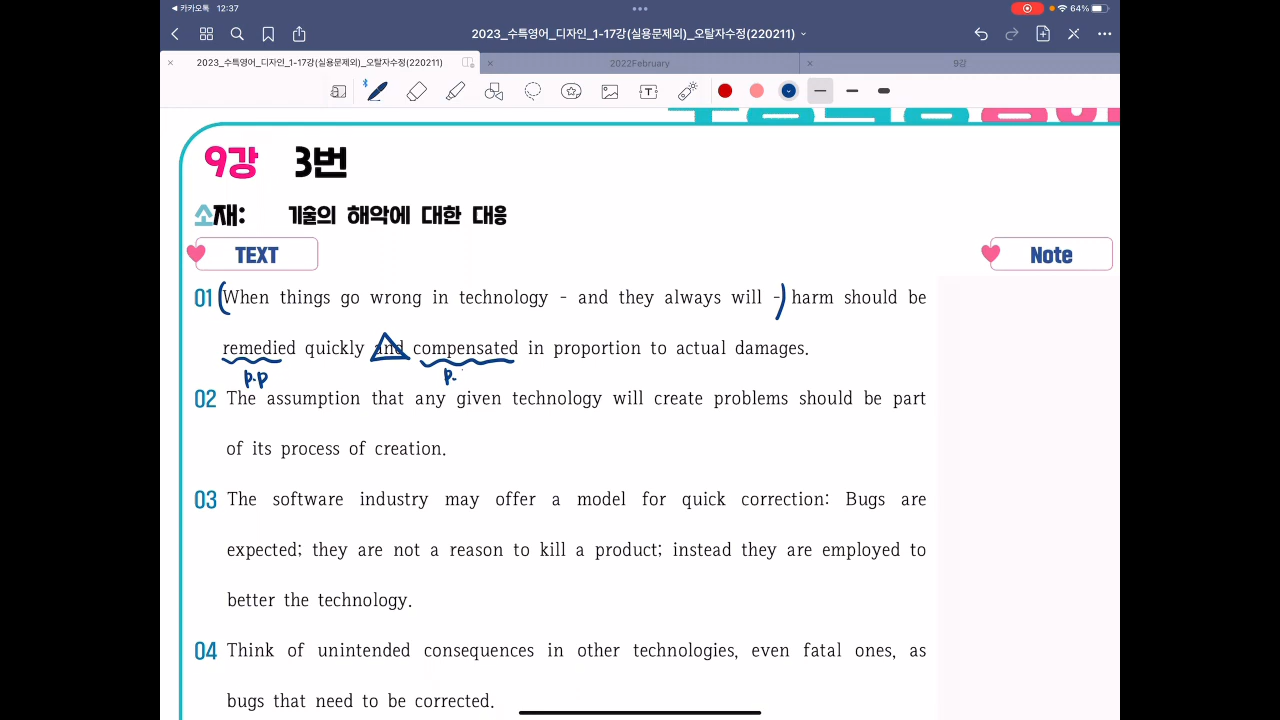 ◀ 카카오톡 12:37
64%
2023_수특영어_디자인_1-17강(실용문제외)_오탈자수정(220211)
2023_수특영어_디자인_1-17강(실용문제외)_오탈자수정(220211)
2022February
9강
9강 3번
소재: 기술의 해악에 대한 대응
TEXT
Note
01 (When things go wrong in technology - and they always will -) harm should be
remedied quickly and compensated in proportion to actual damages.
p.p p.
02 The assumption that any given technology will create problems should be part
of its process of creation.
03 The software industry may offer a model for quick correction: Bugs are
expected; they are not a reason to kill a product; instead they are employed to
better the technology.
04 Think of unintended consequences in other technologies, even fatal ones, as
bugs that need to be corrected.